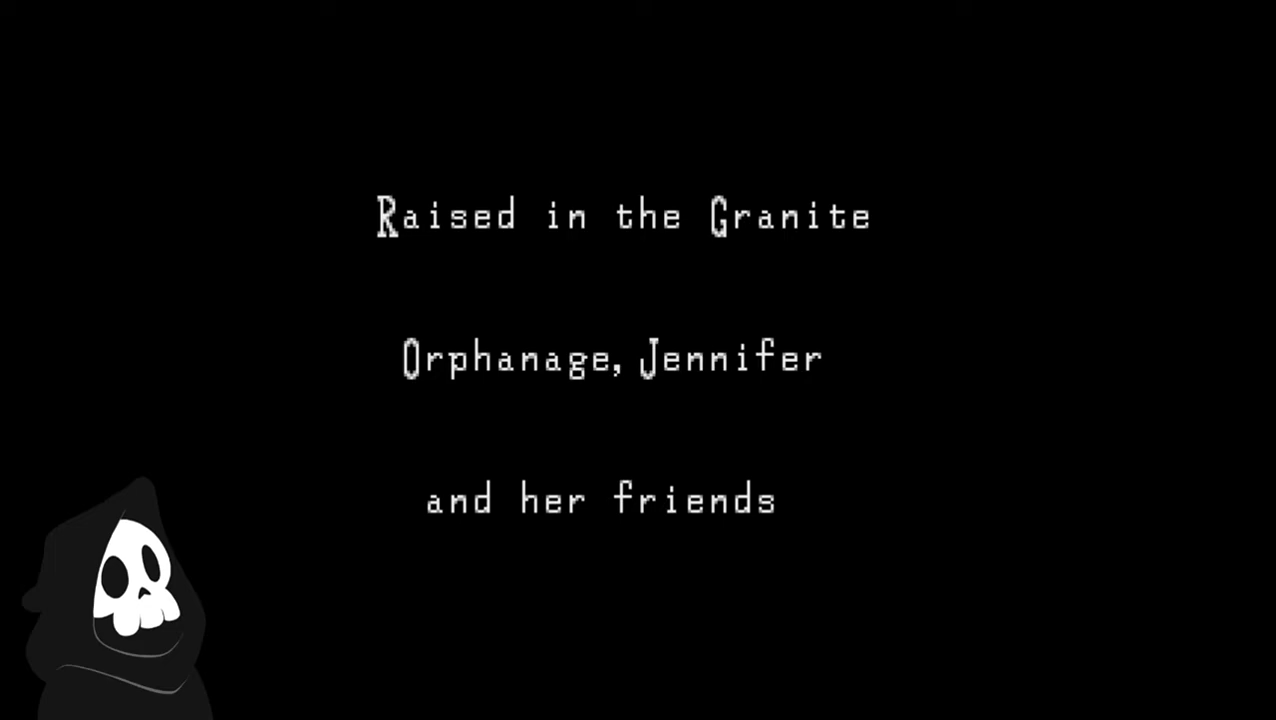 Raised in the Granite
Orphanage, Jennifer
and her friends